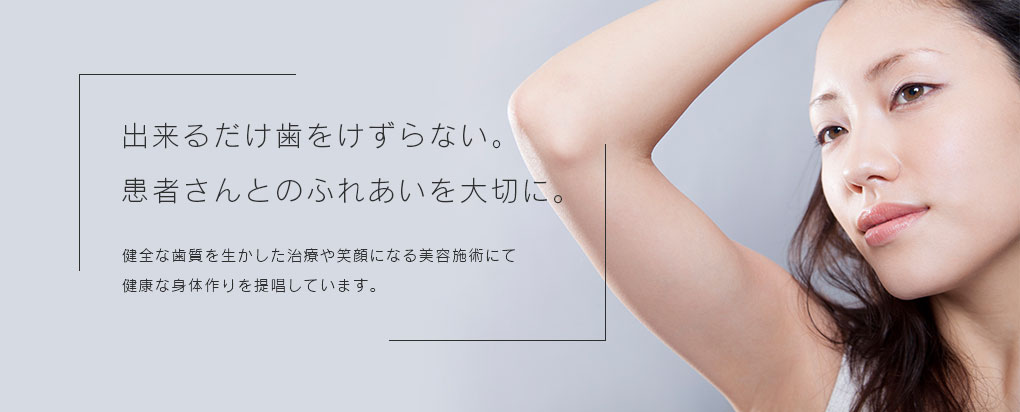 出来るだけ歯をけずらない。
患者さんとのふれあいを大切に。
健全な歯質を生かした治療や笑顔になる美容施術にて
健康な身体作りを提唱しています。